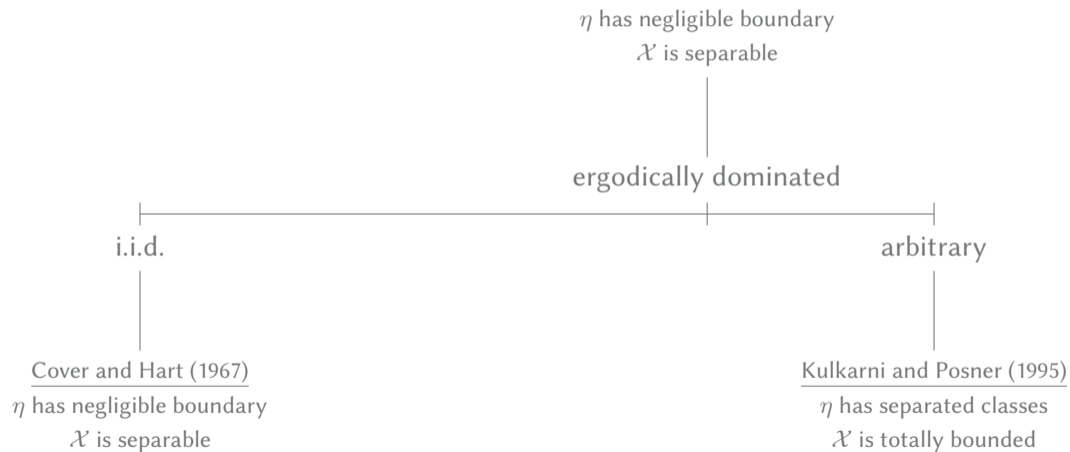 η has negligible boundary
𝒳 is separable
ergodically dominated
i.i.d.
arbitrary
Cover and Hart (1967)
η has negligible boundary
𝒳 is separable
Kulkarni and Posner (1995)
η has separated classes
𝒳 is totally bounded